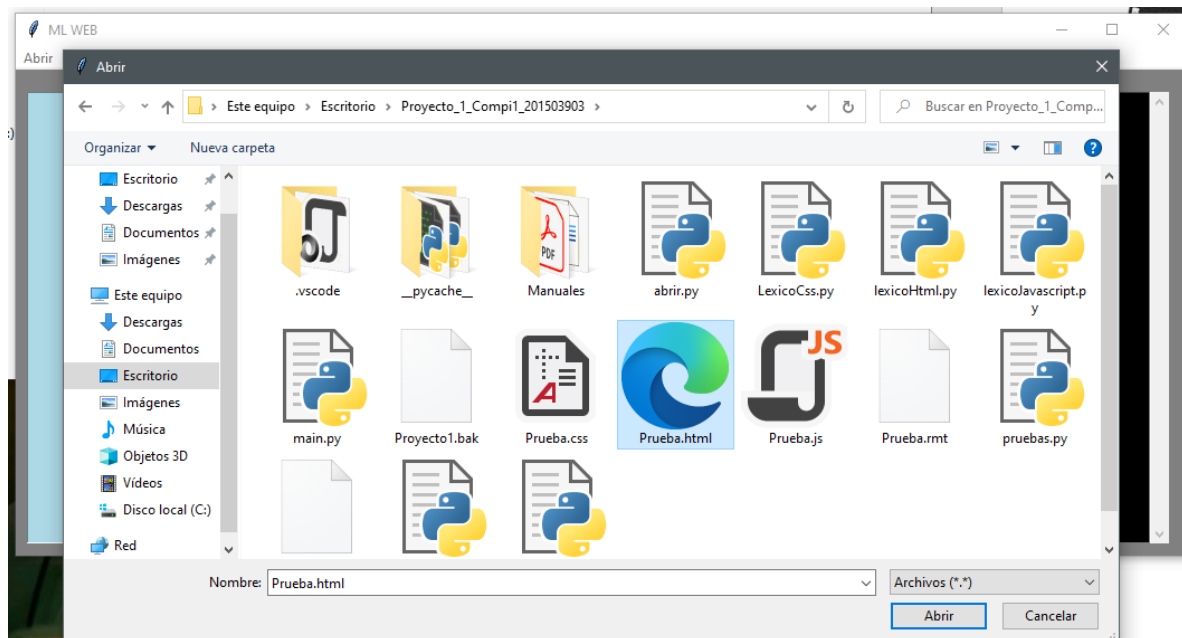 ML WEB
Abrir
Abrir
Este equipo > Escritorio > Proyecto_1_Compi1_201503903 >
Buscar en Proyecto_1_Comp...
:)
Organizar
Nueva carpeta
Escritorio
Descargas
Documentos
Imágenes
Este equipo
Descargas
Documentos
Escritorio
Imágenes
Música
Objetos 3D
Vídeos
Disco local (C:)
Red
.vscode
__pycache__
PDF
Manuales
abrir.py
LexicoCss.py
lexicoHtml.py
lexicoJavascript.p
y
main.py
Proyecto1.bak
A
Prueba.css
Prueba.html
JS
Prueba.js
Prueba.rmt
pruebas.py
Nombre: Prueba.html
Archivos (*.*)
Abrir
Cancelar